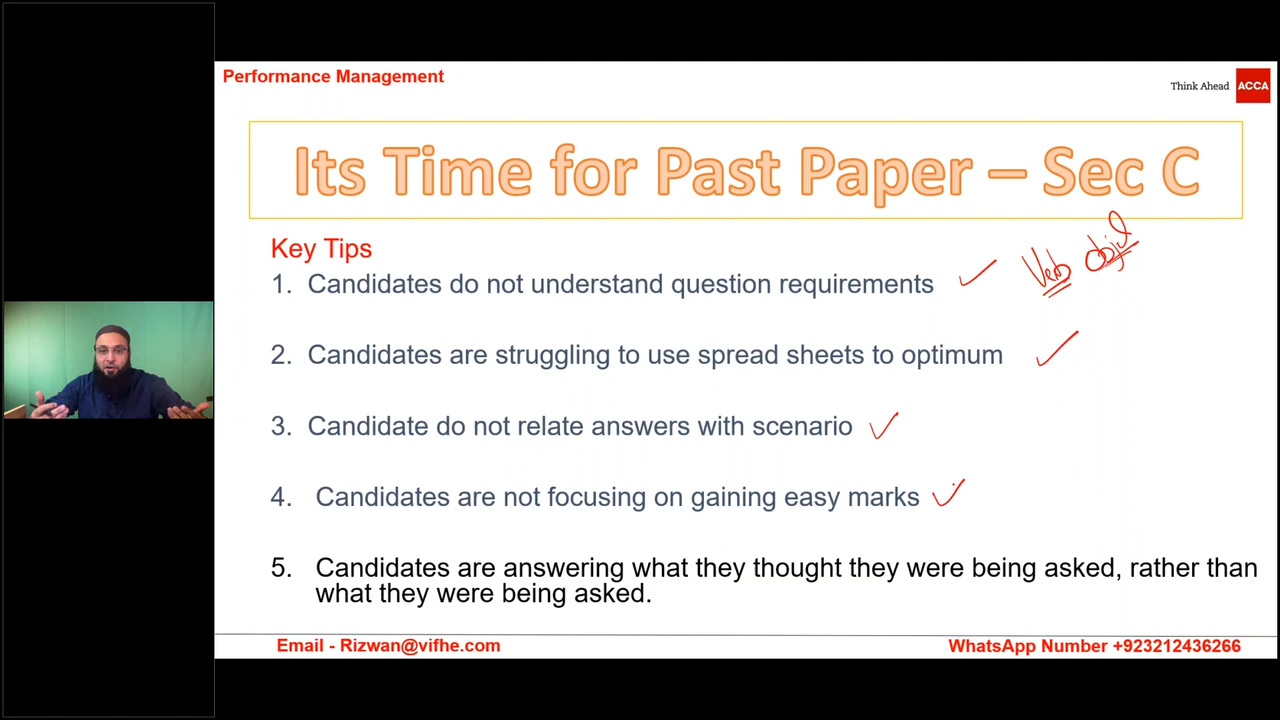 Performance Management
Think Ahead ACCA
Its Time for Past Paper – Sec C
Key Tips
Verb
1. Candidates do not understand question requirements
2. Candidates are struggling to use spread sheets to optimum
3. Candidate do not relate answers with scenario
4. Candidates are not focusing on gaining easy marks
5. Candidates are answering what they thought they were being asked, rather than
what they were being asked.
Email - Rizwan@vifhe.com
WhatsApp Number +923212436266